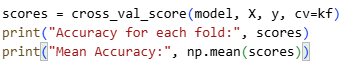 scores = cross_val_score(model, X, y, cv=kf)
print("Accuracy for each fold:", scores)
print("Mean Accuracy:", np.mean(scores))